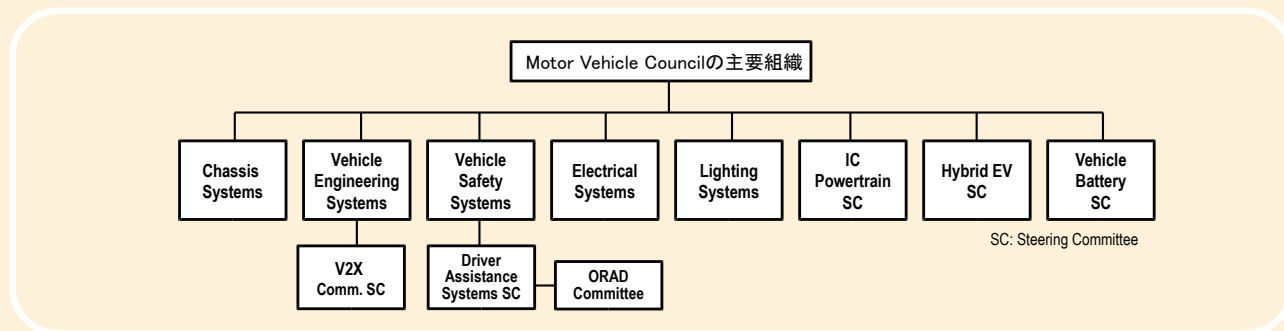 Motor Vehicle Councilの主要組織
Chassis
Systems
Vehicle
Engineering
Systems
Vehicle
Safety
Systems
Electrical
Systems
Lighting
Systems
IC
Powertrain
SC
Hybrid EV
SC
Vehicle
Battery
SC
SC: Steering Committee
V2X
Comm. SC
Driver
Assistance
Systems SC
ORAD
Committee